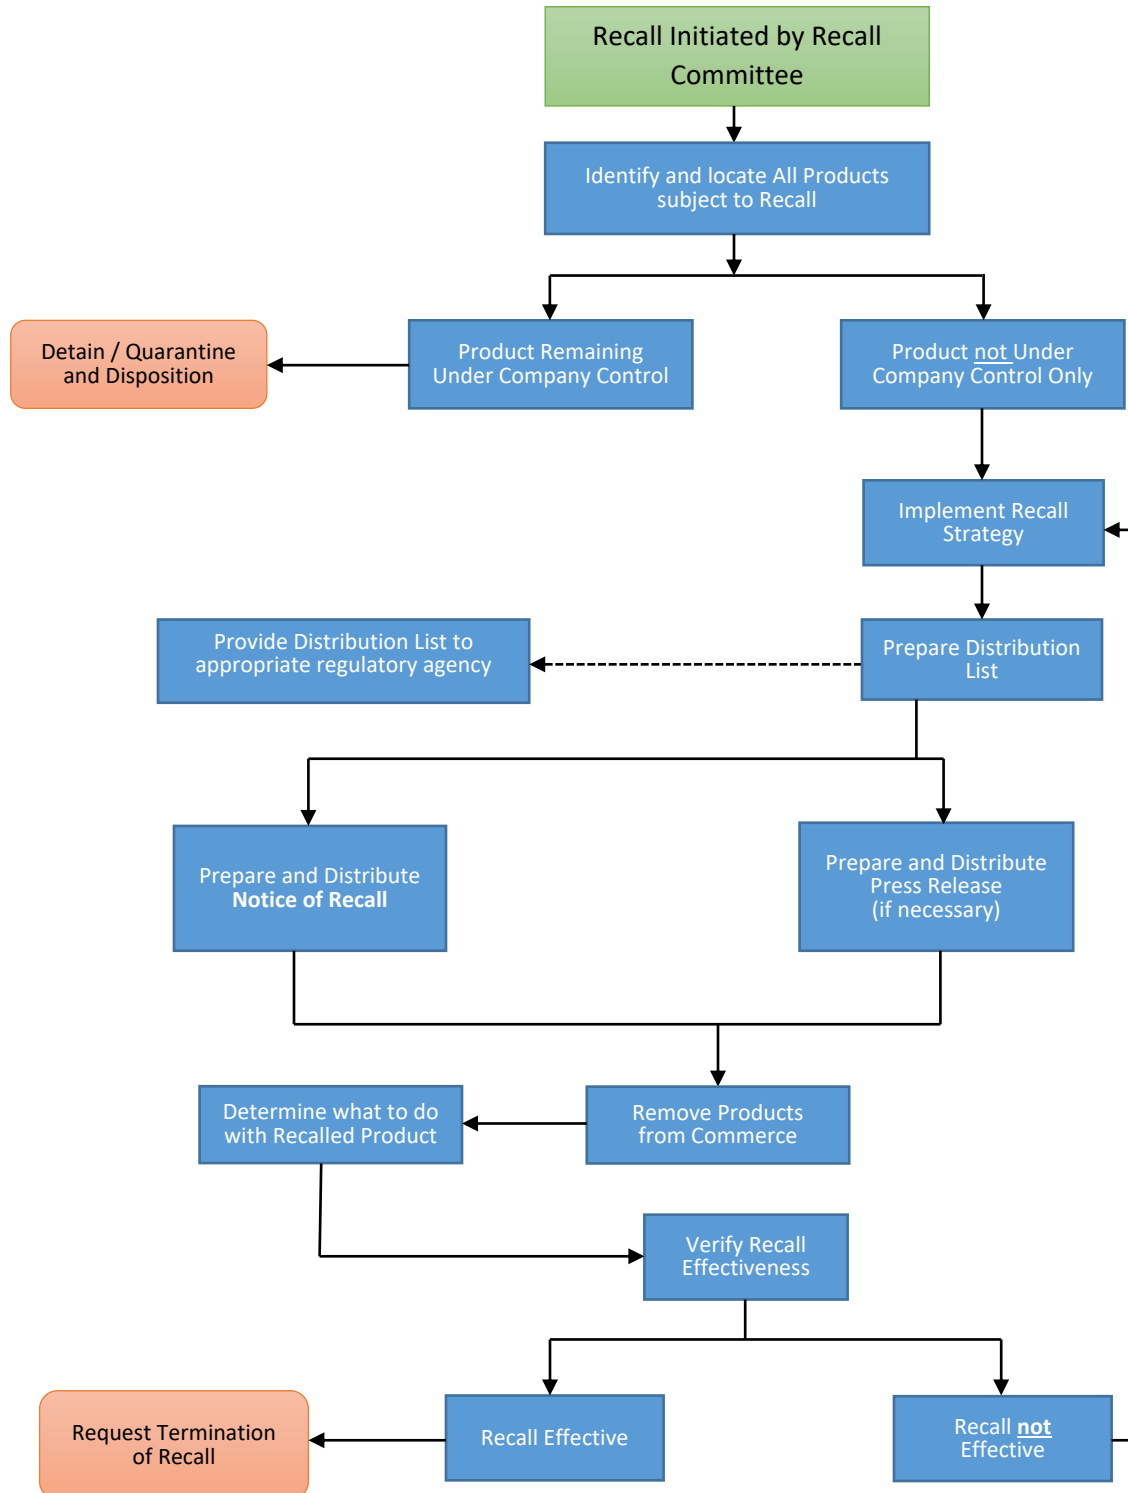 Recall Initiated by Recall
Committee
Identify and locate All Products
subject to Recall
Detain / Quarantine
and Disposition
Product Remaining
Under Company Control
Product not Under
Company Control Only
Implement Recall
Strategy
Provide Distribution List to
appropriate regulatory agency
Prepare Distribution
List
Prepare and Distribute
Notice of Recall
Prepare and Distribute
Press Release
(if necessary)
Determine what to do
with Recalled Product
Remove Products
from Commerce
Verify Recall
Effectiveness
Request Termination
of Recall
Recall Effective
Recall not
Effective